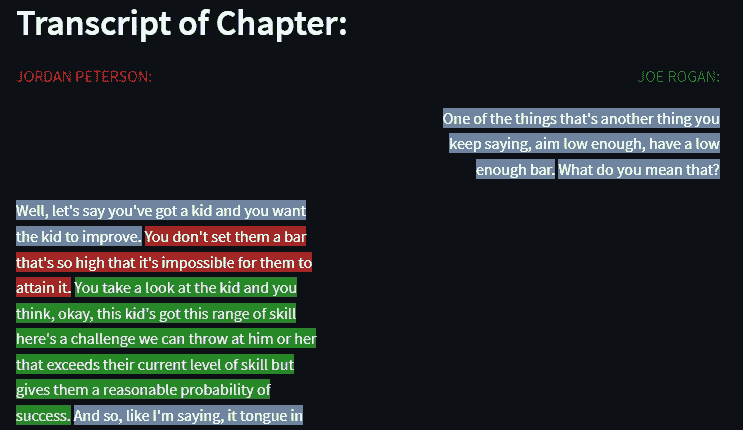 Transcript of Chapter:
JORDAN PETERSON:
JOE ROGAN:
One of the things that's another thing you
keep saying, aim low enough, have a low
enough bar. What do you mean that?
Well, let's say you've got a kid and you want
the kid to improve. You don't set them a bar
that's so high that it's impossible for them to
attain it. You take a look at the kid and you
think, okay, this kid's got this range of skill
here's a challenge we can throw at him or her
that exceeds their current level of skill but
gives them a reasonable probability of
success. And so, like I'm saying, it tongue in